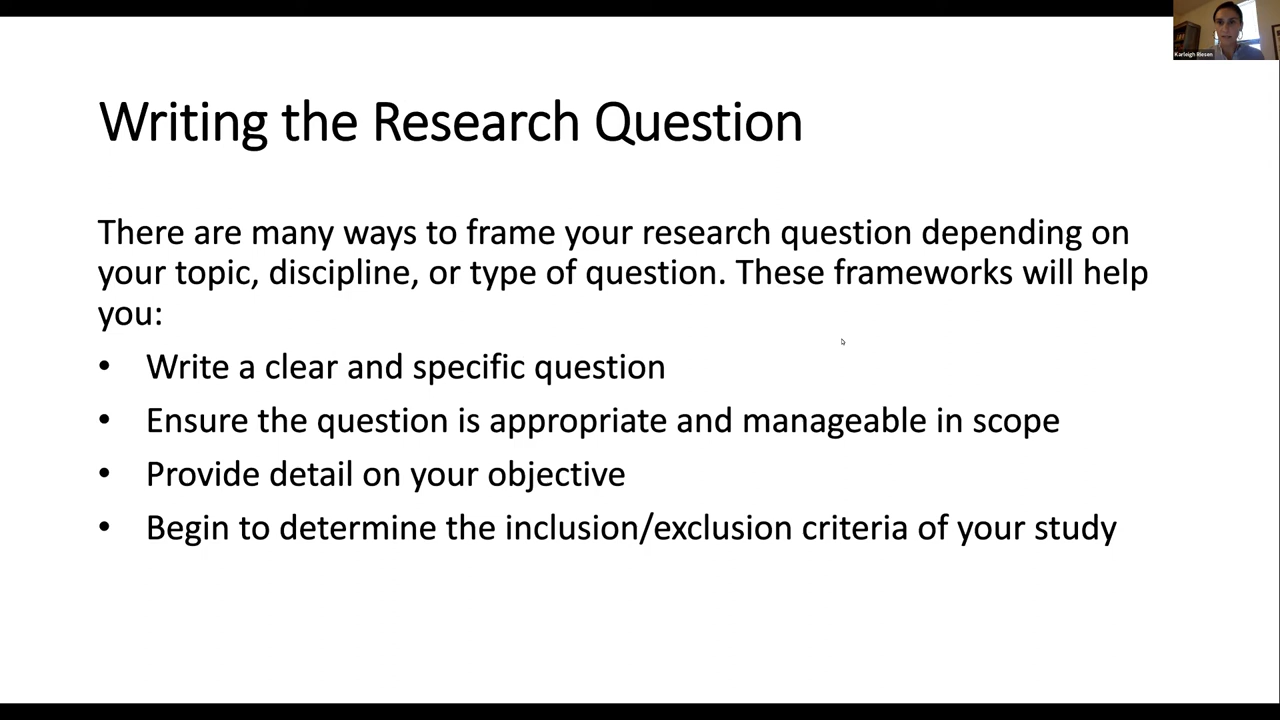 Karleigh Riesen
Writing the Research Question
There are many ways to frame your research question depending on
your topic, discipline, or type of question. These frameworks will help
you:
• Write a clear and specific question
• Ensure the question is appropriate and manageable in scope
• Provide detail on your objective
• Begin to determine the inclusion/exclusion criteria of your study